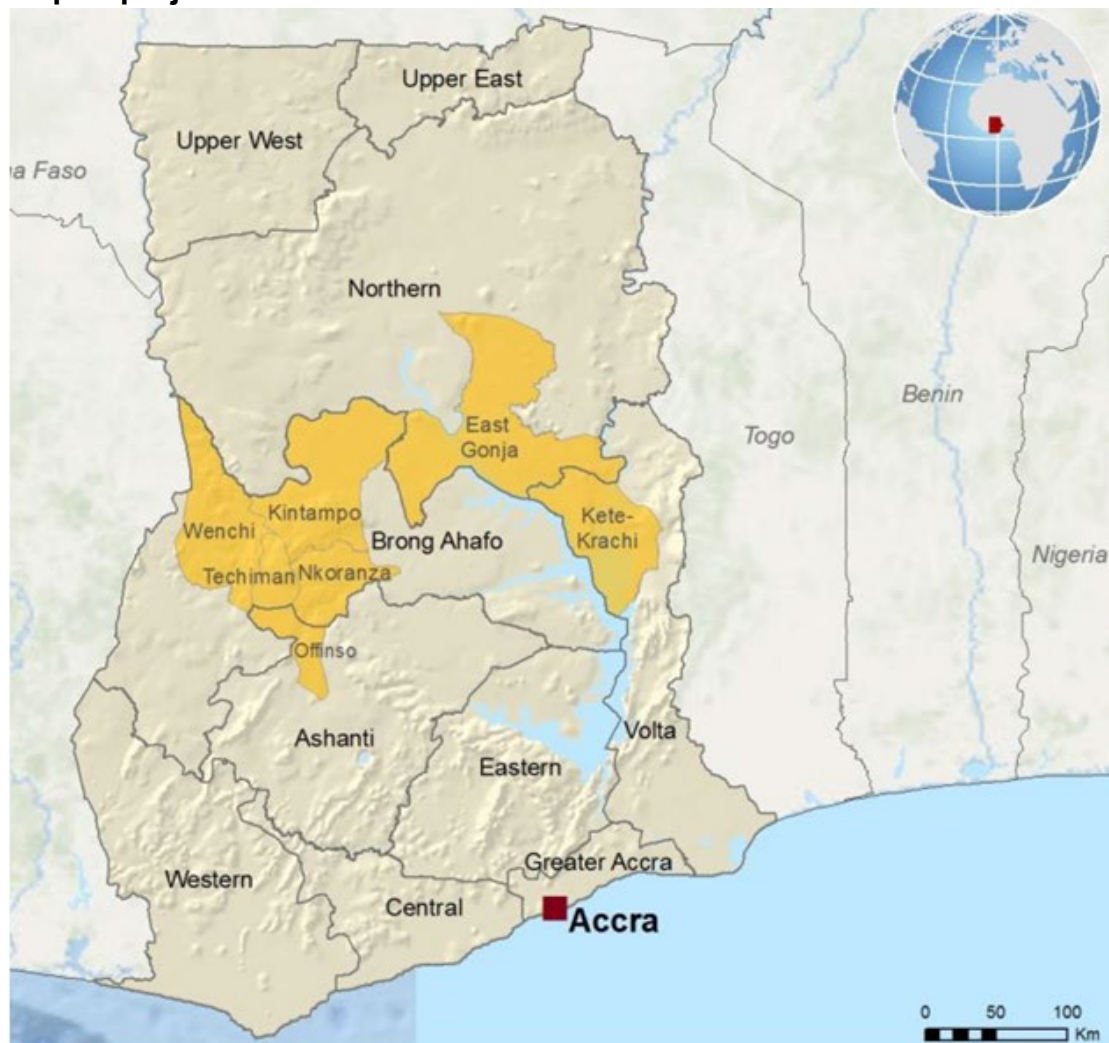 Upper East
Upper West
a Faso
Northern
Benin
East
Gonja
Togo
Kete-
Krachi
Kintampo
Wenchi
Brong Ahafo
Nigeria
Techiman
Nkoranza
Offinso
Volta
Ashanti
Eastern
Greater Accra
Western
Central
Accra
0 50 100
Km